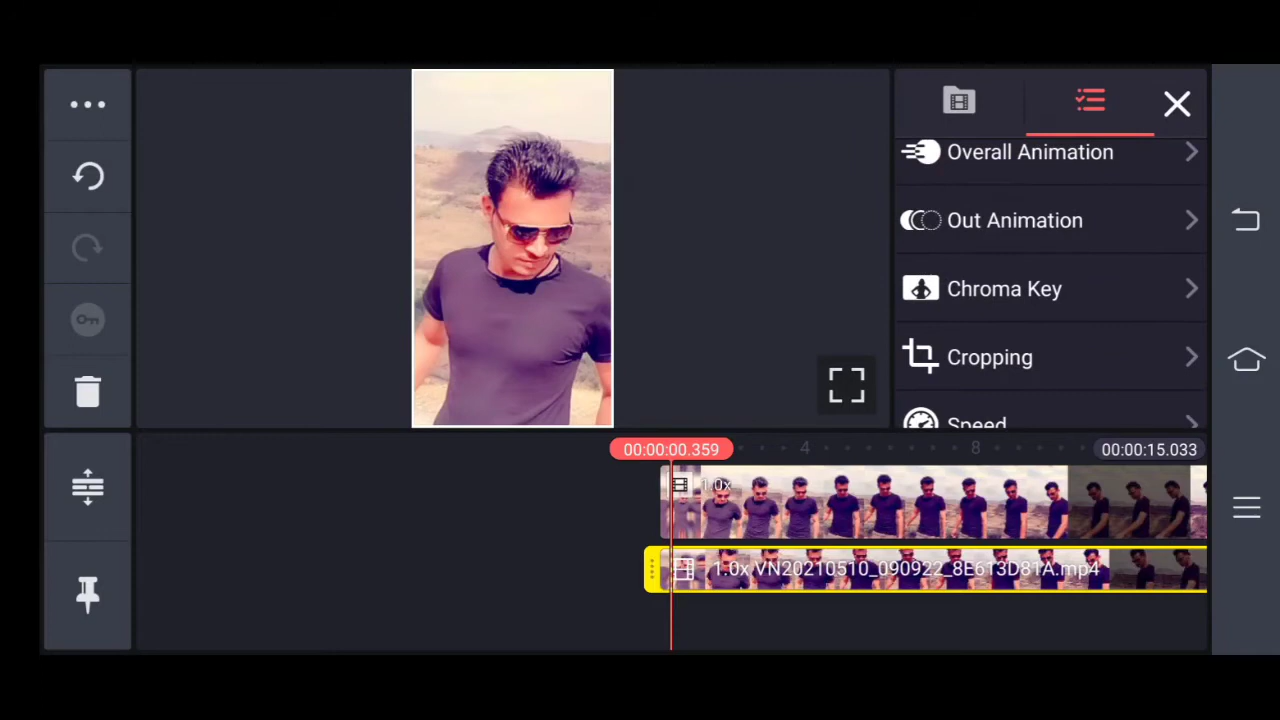 Overall Animation
Out Animation
Chroma Key
Cropping
Speed
00:00:00.359
4
8
00:00:15.033
1.0x
1.0x VN20210510_090922_8E613D81A.mp4